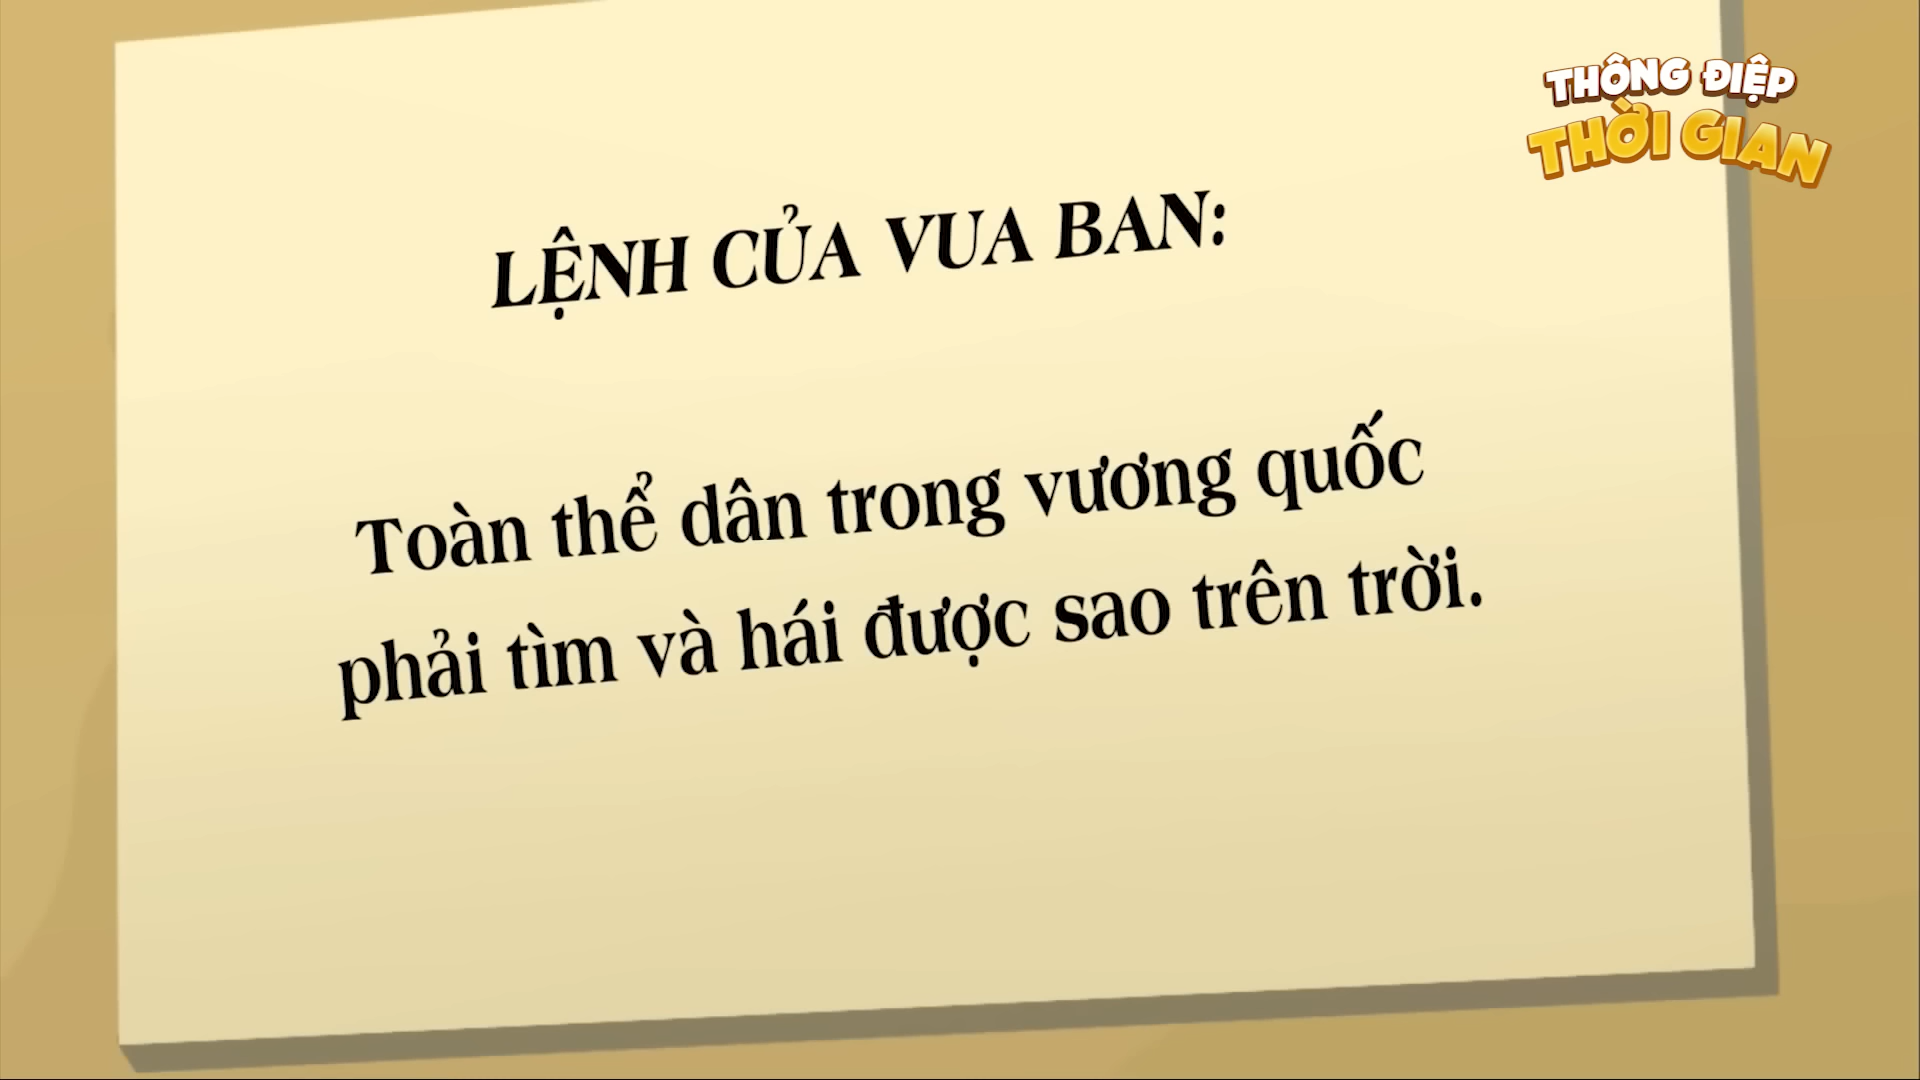 THÔNG ĐIỆP
THỜI GIAN
LỆNH CỦA VUA BAN:
Toàn thể dân trong vương quốc
phải tìm và hái được sao trên trời.